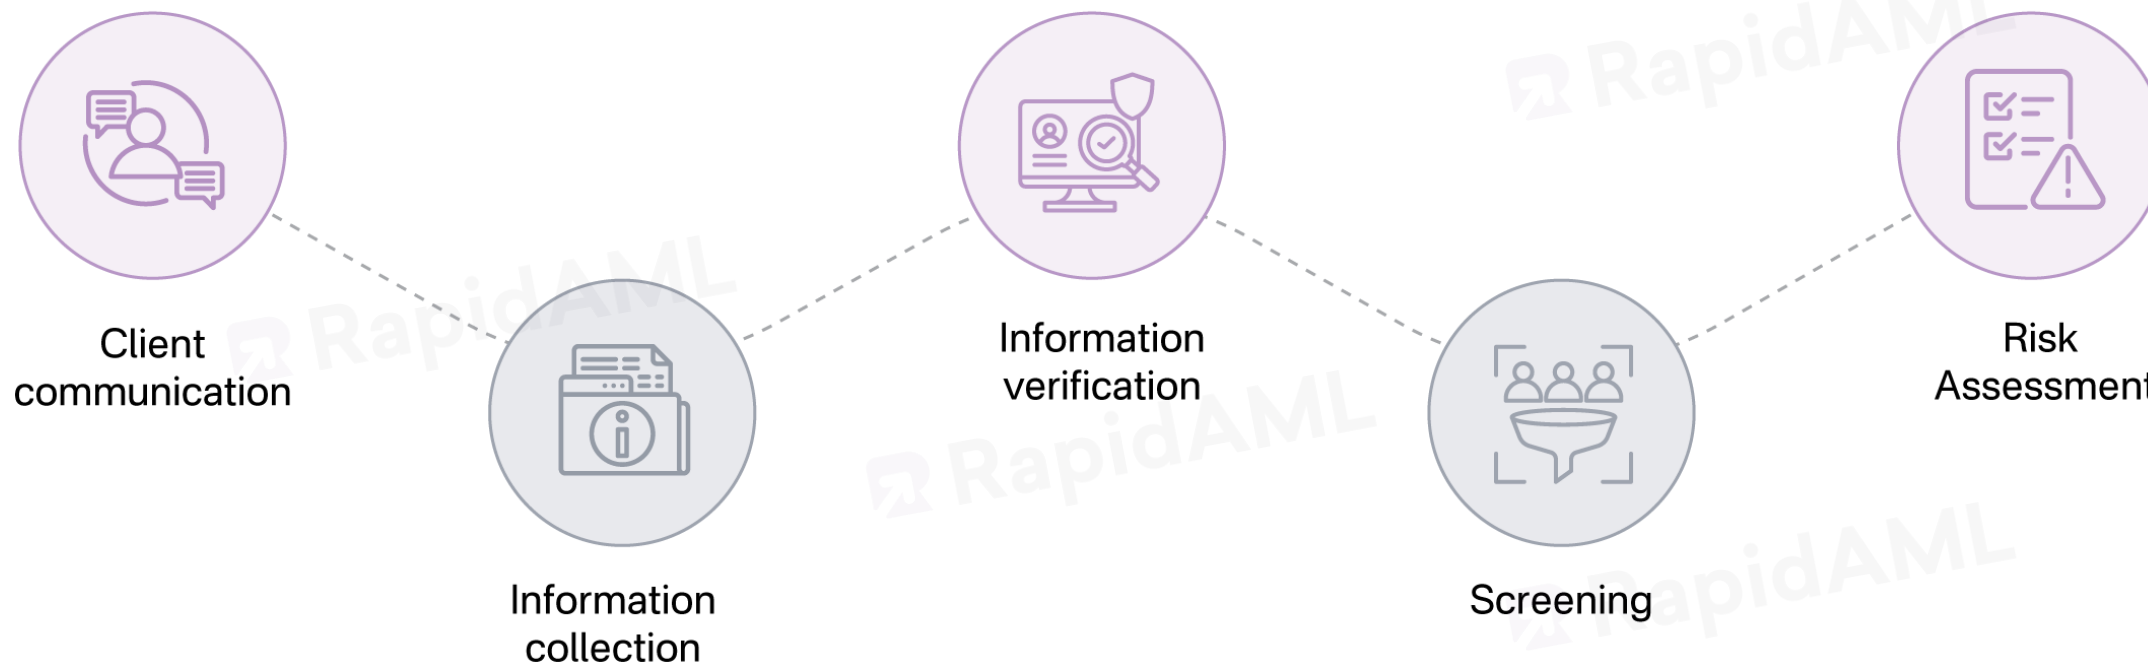 Client
communication
Information
collection
Information
verification
Screening
Risk
Assessment
RapidAML
RapidAML
RapidAML
RapidAML